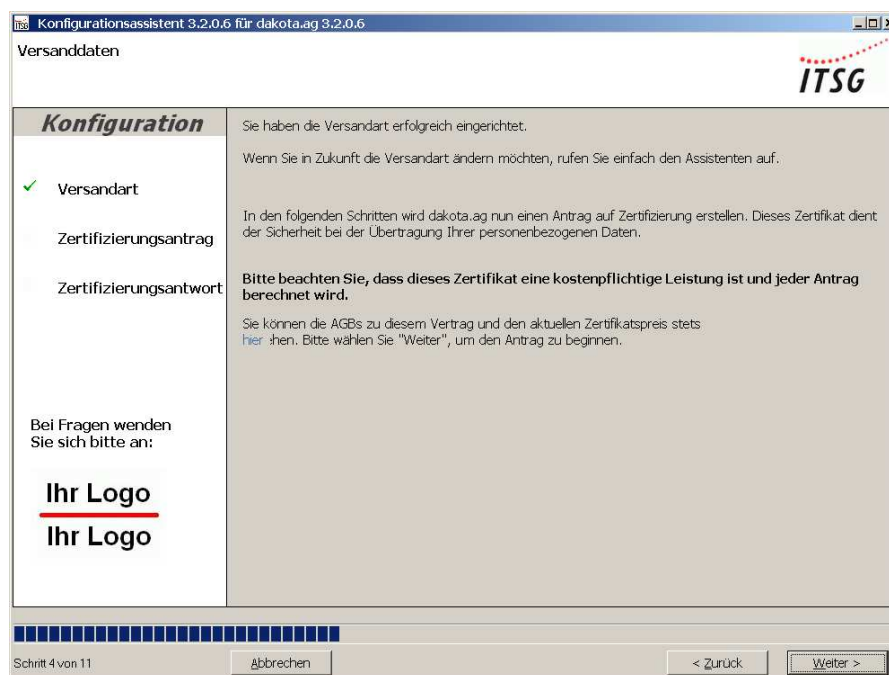 Konfigurationsassistent 3.2.0.6 für dakota.ag 3.2.0.6
Versanddaten
ITSG
Konfiguration
Versandart
Zertifizierungsantrag
Zertifizierungsantwort
Bei Fragen wenden
Sie sich bitte an:
Ihr Logo
Ihr Logo
Sie haben die Versandart erfolgreich eingerichtet.
Wenn Sie in Zukunft die Versandart ändern möchten, rufen Sie einfach den Assistenten auf.
In den folgenden Schritten wird dakota.ag nun einen Antrag auf Zertifizierung erstellen. Dieses Zertifikat dient
der Sicherheit bei der Übertragung Ihrer personenbezogenen Daten.
Bitte beachten Sie, dass dieses Zertifikat eine kostenpflichtige Leistung ist und jeder Antrag
berechnet wird.
Sie können die AGBs zu diesem Vertrag und den aktuellen Zertifikatspreis stets
hier hen. Bitte wählen Sie "Weiter", um den Antrag zu beginnen.
Schritt 4 von 11
Abbrechen
< Zurück
Weiter >